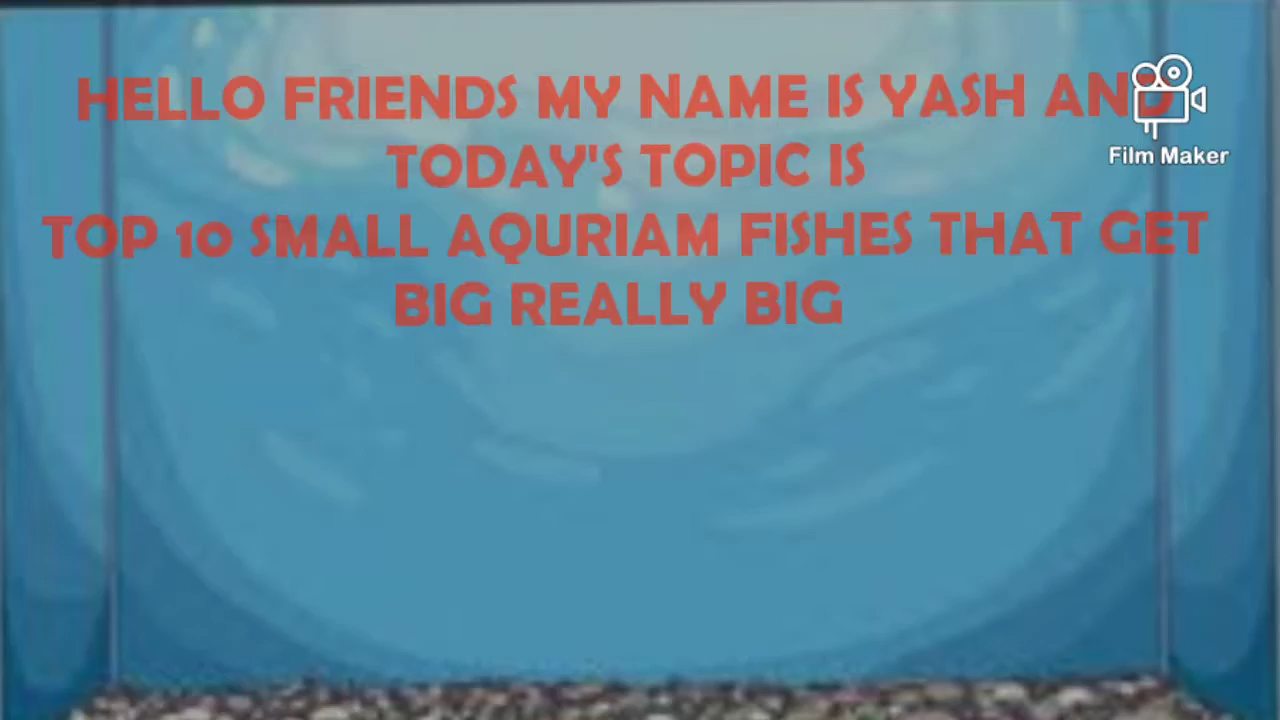 HELLO FRIENDS MY NAME IS YASH AND
TODAY'S TOPIC IS
TOP 10 SMALL AQURIAM FISHES THAT GET
BIG REALLY BIG
Film Maker